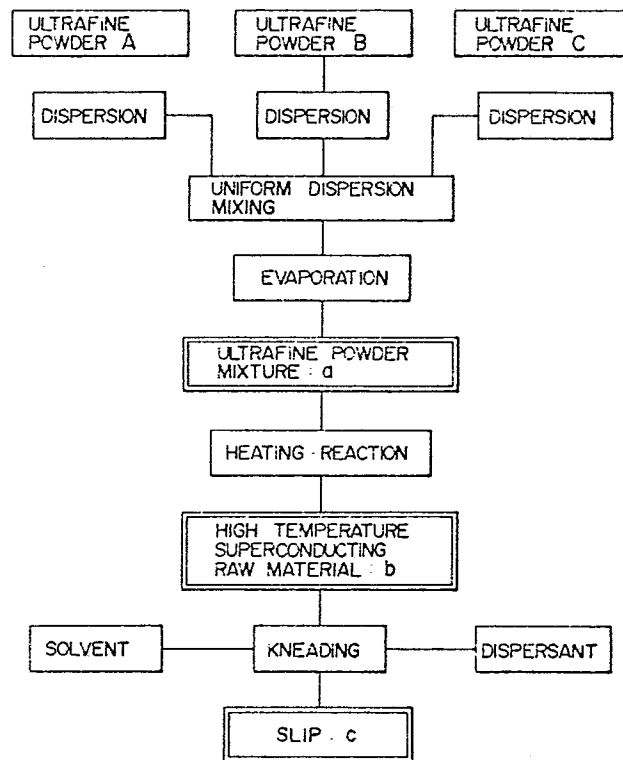 ULTRAFINE
POWDER A
ULTRAFINE
POWDER B
ULTRAFINE
POWDER C
DISPERSION
DISPERSION
DISPERSION
UNIFORM DISPERSION
MIXING
EVAPORATION
ULTRAFINE POWDER
MIXTURE : a
HEATING · REACTION
HIGH TEMPERATURE
SUPERCONDUCTING
RAW MATERIAL : b
SOLVENT
KNEADING
DISPERSANT
SLIP : c